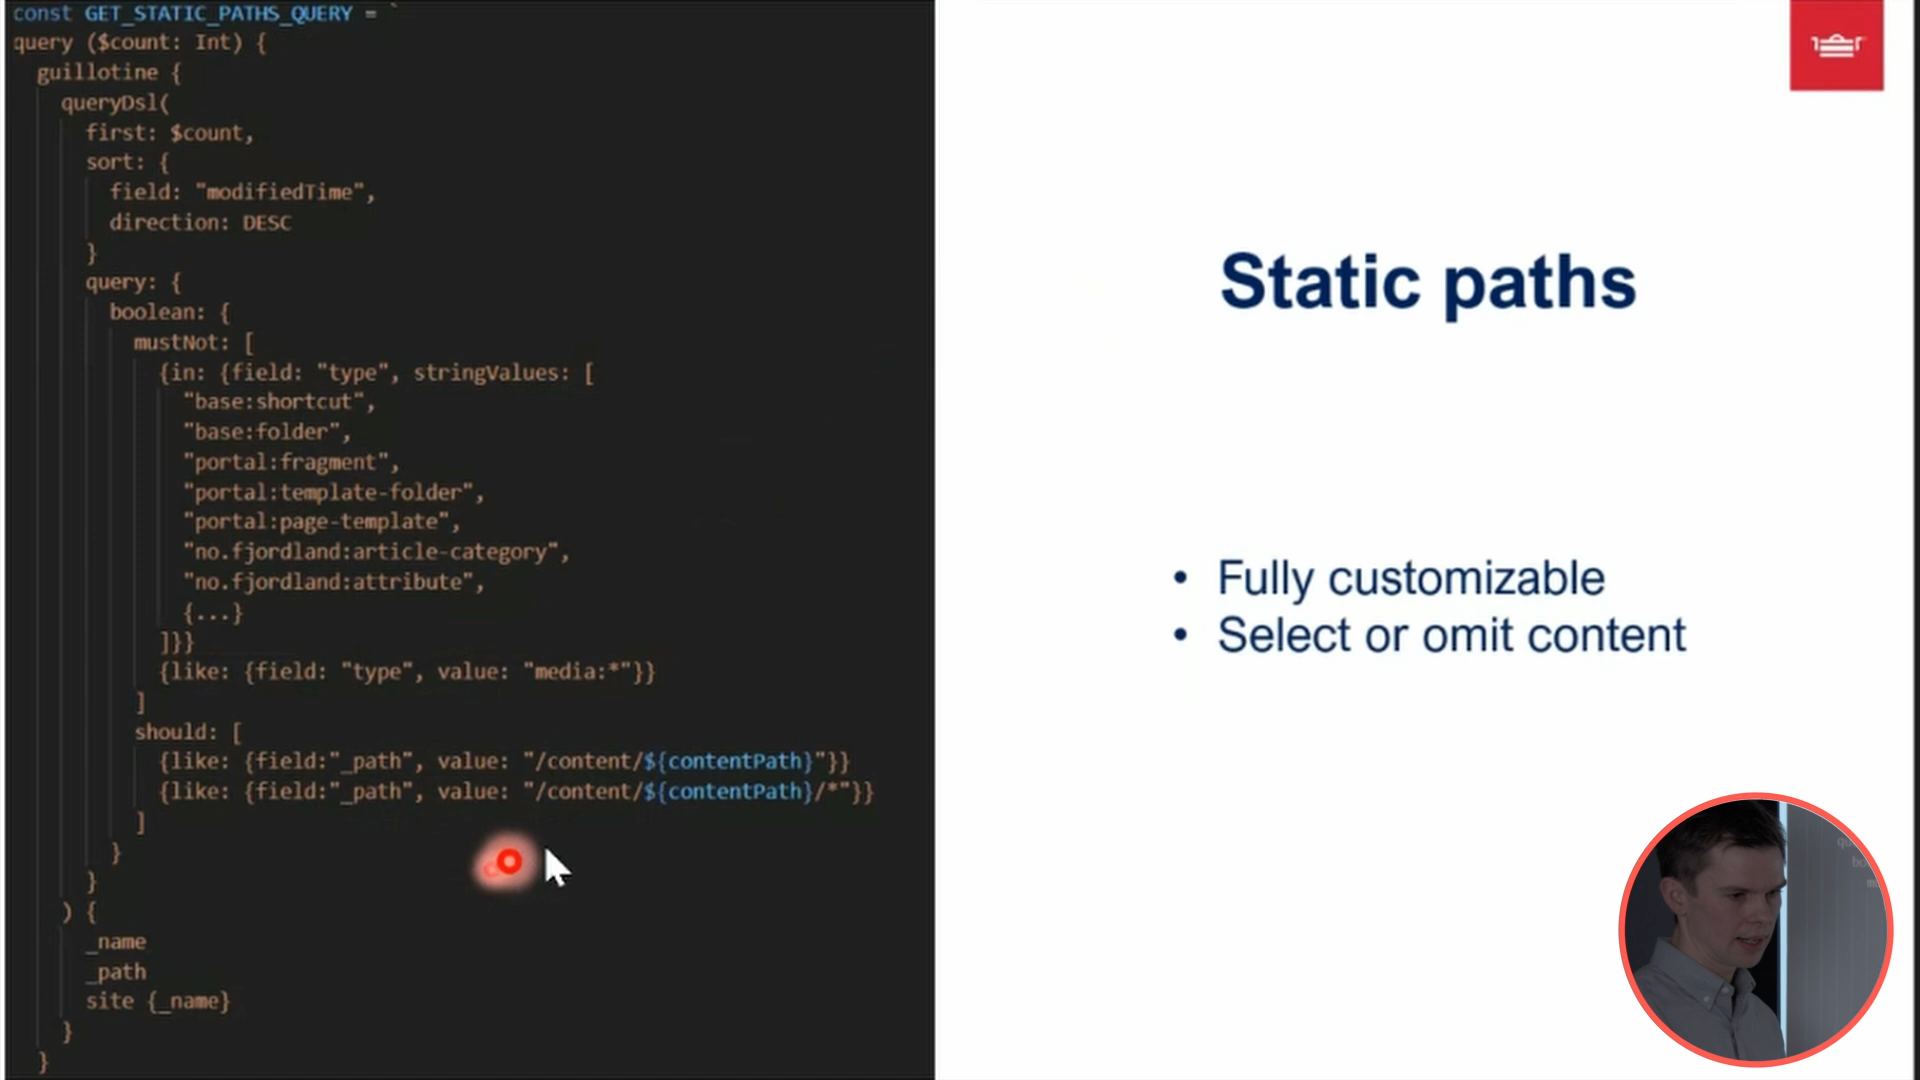 const GET_STATIC_PATHS_QUERY = `
query ($count: Int) {
guillotine {
queryDsl(
first: $count,
sort: {
field: "modifiedTime",
direction: DESC
}
query: {
boolean: {
mustNot: [
{in: {field: "type", stringValues: [
"base:shortcut",
"base:folder",
"portal:fragment",
"portal:template-folder",
"portal:page-template",
"no.fjordland:article-category",
"no.fjordland:attribute",
{...}
]}}
{like: {field: "type", value: "media:*"}}
]
should: [
{like: {field:"_path", value: "/content/${contentPath}"}}
{like: {field:"_path", value: "/content/${contentPath}/*"}}
]
}
}
) {
_name
_path
site {_name}
}
}
Static paths
• Fully customizable
• Select or omit content